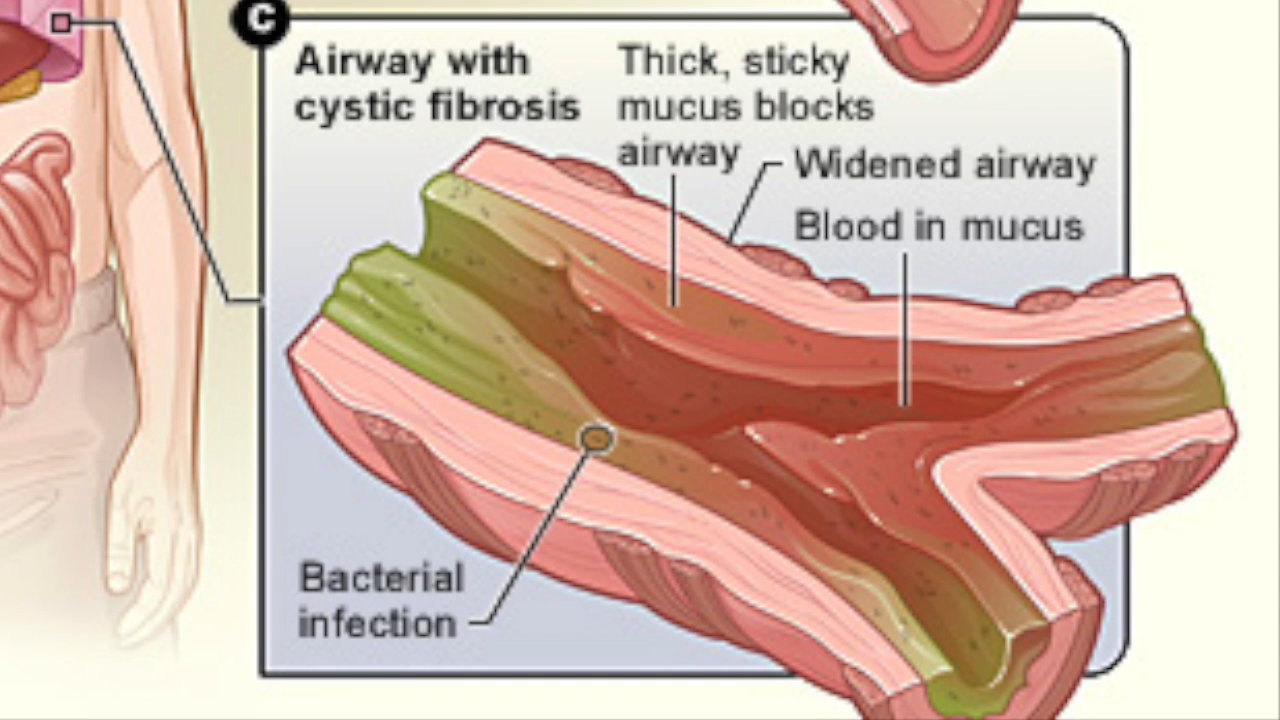 C
Airway with
cystic fibrosis
Thick, sticky
mucus blocks
airway
Widened airway
Blood in mucus
Bacterial
infection